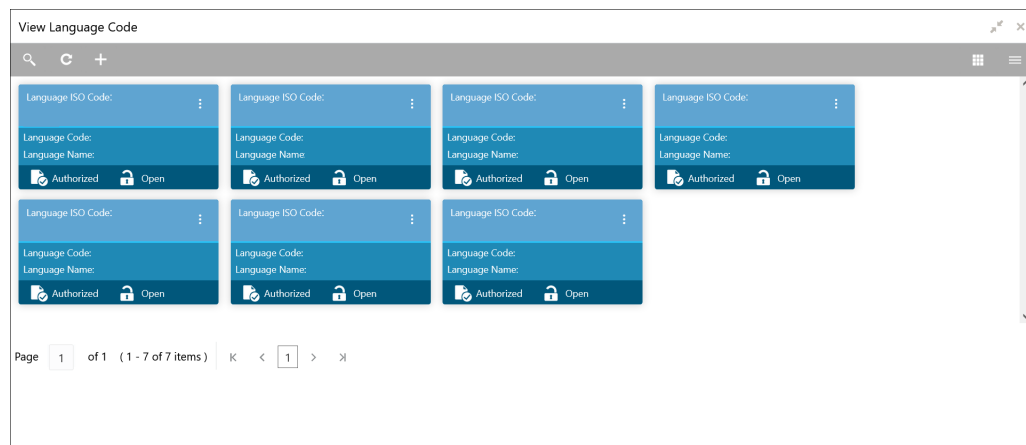 View Language Code
Language ISO Code: Language ISO Code: Language ISO Code: Language ISO Code:
Language Code: Language Code: Language Code: Language Code:
Language Name: Language Name: Language Name: Language Name:
Authorized Open Authorized Open Authorized Open Authorized Open
Language ISO Code: Language ISO Code: Language ISO Code:
Language Code: Language Code: Language Code:
Language Name: Language Name: Language Name:
Authorized Open Authorized Open Authorized Open
Page 1 of 1 ( 1 - 7 of 7 items ) 1